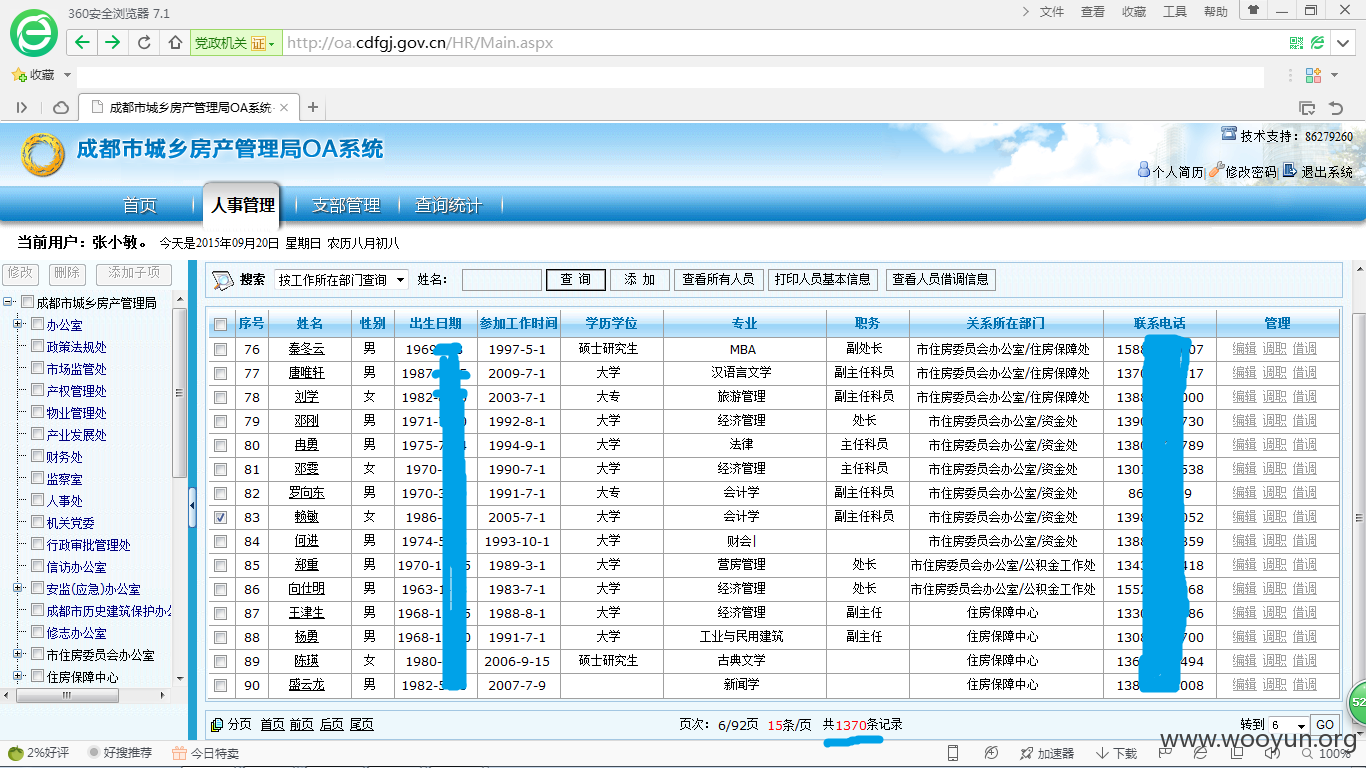 360安全浏览器 7.1
文件 查看 收藏 工具 帮助
党政机关 证 http://oa.cdfgj.gov.cn/HR/Main.aspx
收藏
成都市城乡房产管理局OA系统
成都市城乡房产管理局OA系统
技术支持：86279260
个人简历| 修改密码| 退出系统
首页 人事管理 支部管理 查询统计
当前用户：张小敏。 今天是2015年09月20日 星期日 农历八月初八
修改 删除 添加子项
成都市城乡房产管理局
办公室
政策法规处
市场监管处
产权管理处
物业管理处
产业发展处
财务处
监察室
人事处
机关党委
行政审批管理处
信访办公室
安监(应急)办公室
成都市历史建筑保护办
修志办公室
市住房委员会办公室
住房保障中心
搜索 按工作所在部门查询 姓名： 查 询 添 加 查看所有人员 打印人员基本信息 查看人员借调信息
序号 姓名 性别 出生日期 参加工作时间 学历学位 专业 职务 关系所在部门 联系电话 管理
76 秦冬云 男 1969 1997-5-1 硕士研究生 MBA 副处长 市住房委员会办公室/住房保障处 158 07 编辑 调职 借调
77 唐唯轩 男 1987 2009-7-1 大学 汉语言文学 副主任科员 市住房委员会办公室/住房保障处 137 17 编辑 调职 借调
78 刘学 女 1982- 2003-7-1 大专 旅游管理 副主任科员 市住房委员会办公室/住房保障处 138 000 编辑 调职 借调
79 邓刚 男 1971- 1992-8-1 大学 经济管理 处长 市住房委员会办公室/资金处 139 730 编辑 调职 借调
80 冉勇 男 1975-7 1994-9-1 大学 法律 主任科员 市住房委员会办公室/资金处 138 789 编辑 调职 借调
81 邓雯 女 1970- 1990-7-1 大学 经济管理 主任科员 市住房委员会办公室/资金处 130 538 编辑 调职 借调
82 罗向东 男 1970-3 1991-7-1 大专 会计学 副主任科员 市住房委员会办公室/资金处 86 9 编辑 调职 借调
83 赖敏 女 1986- 2005-7-1 大学 会计学 副主任科员 市住房委员会办公室/资金处 139 052 编辑 调职 借调
84 何进 男 1974-5 1993-10-1 大学 财会 市住房委员会办公室/资金处 138 359 编辑 调职 借调
85 郑重 男 1970-1 1989-3-1 大学 营房管理 处长 市住房委员会办公室/公积金工作处 134 418 编辑 调职 借调
86 向仕明 男 1963-1 1983-7-1 大学 经济管理 处长 市住房委员会办公室/公积金工作处 155 68 编辑 调职 借调
87 王津生 男 1968-1 1988-8-1 大学 经济管理 副主任 住房保障中心 133 86 编辑 调职 借调
88 杨勇 男 1968-1 1991-7-1 大学 工业与民用建筑 副主任 住房保障中心 130 700 编辑 调职 借调
89 陈瑛 女 1980- 2006-9-15 硕士研究生 古典文学 住房保障中心 136 494 编辑 调职 借调
90 盛云龙 男 1982-5 2007-7-9 新闻学 住房保障中心 138 008 编辑 调职 借调
分页 首页 前页 后页 尾页 页次：6/92页 15条/页 共1370条记录 转到 6 GO
52
2%好评 好搜推荐 今日特卖 加速器 下载 100%
www.wooyun.org